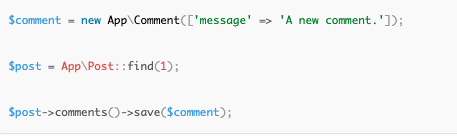 $comment = new App\Comment(['message' => 'A new comment.']);
$post = App\Post::find(1);
$post->comments()->save($comment);